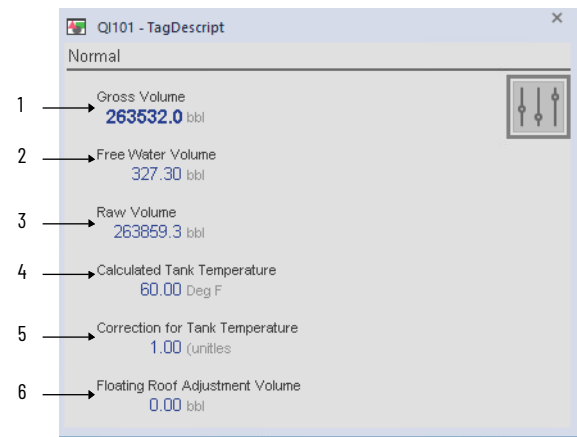 QI101 - TagDescript
Normal
1
Gross Volume
263532.0 bbl
2
Free Water Volume
327.30 bbl
3
Raw Volume
263859.3 bbl
4
Calculated Tank Temperature
60.00 Deg F
5
Correction for Tank Temperature
1.00 (unitles
6
Floating Roof Adjustment Volume
0.00 bbl